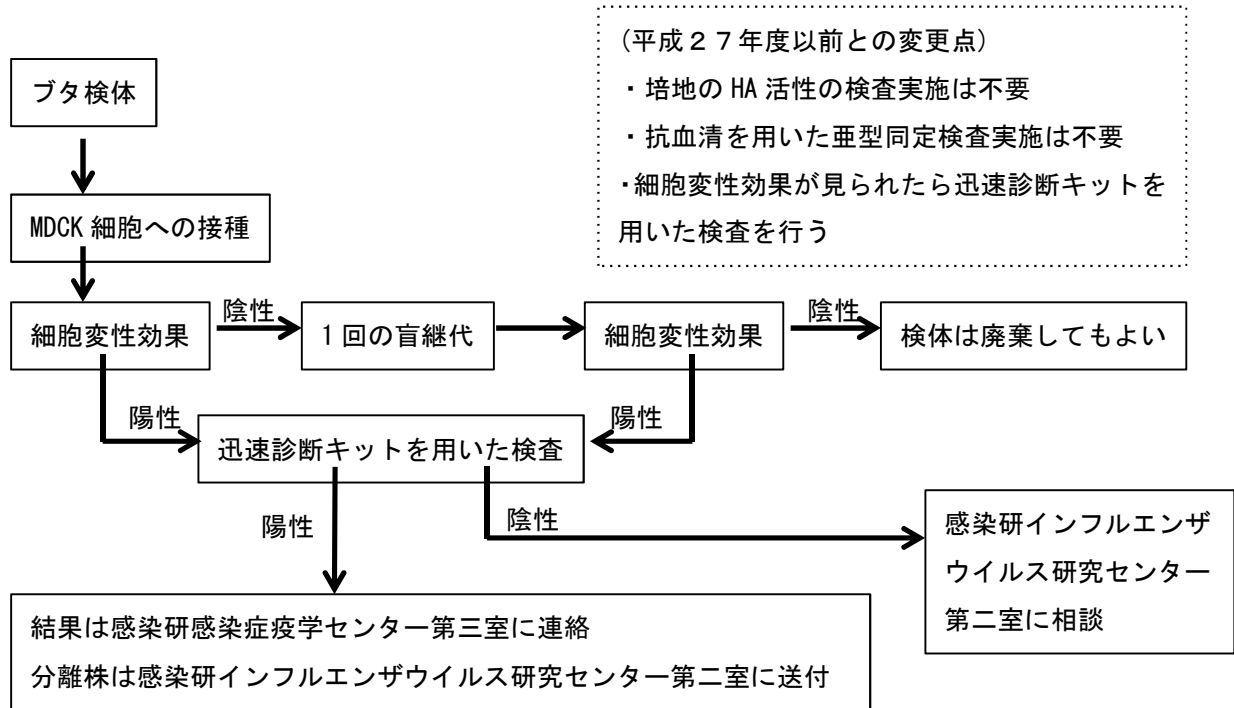 (平成27年度以前との変更点)
・培地の HA 活性の検査実施は不要
・抗血清を用いた亜型同定検査実施は不要
・細胞変性効果が見られたら迅速診断キットを
用いた検査を行う
ブタ検体
MDCK 細胞への接種
細胞変性効果
陰性
1回の盲継代
細胞変性効果
陰性
検体は廃棄してもよい
陽性
陽性
迅速診断キットを用いた検査
陽性
陰性
感染研インフルエンザ
ウイルス研究センター
第二室に相談
結果は感染研感染症疫学センター第三室に連絡
分離株は感染研インフルエンザウイルス研究センター第二室に送付